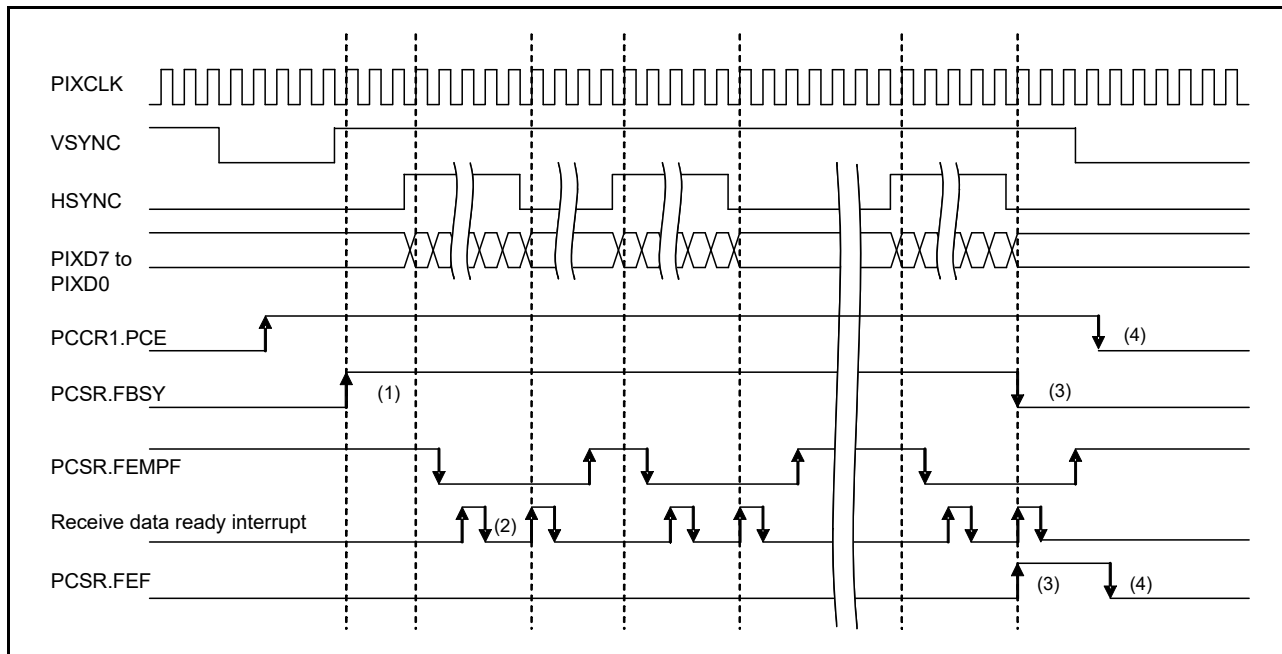 PIXCLK
VSYNC
HSYNC
PIXD7 to
PIXD0
PCCR1.PCE
(4)
PCSR.FBSY
(1)
(3)
PCSR.FEMPF
Receive data ready interrupt
(2)
PCSR.FEF
(3)
(4)